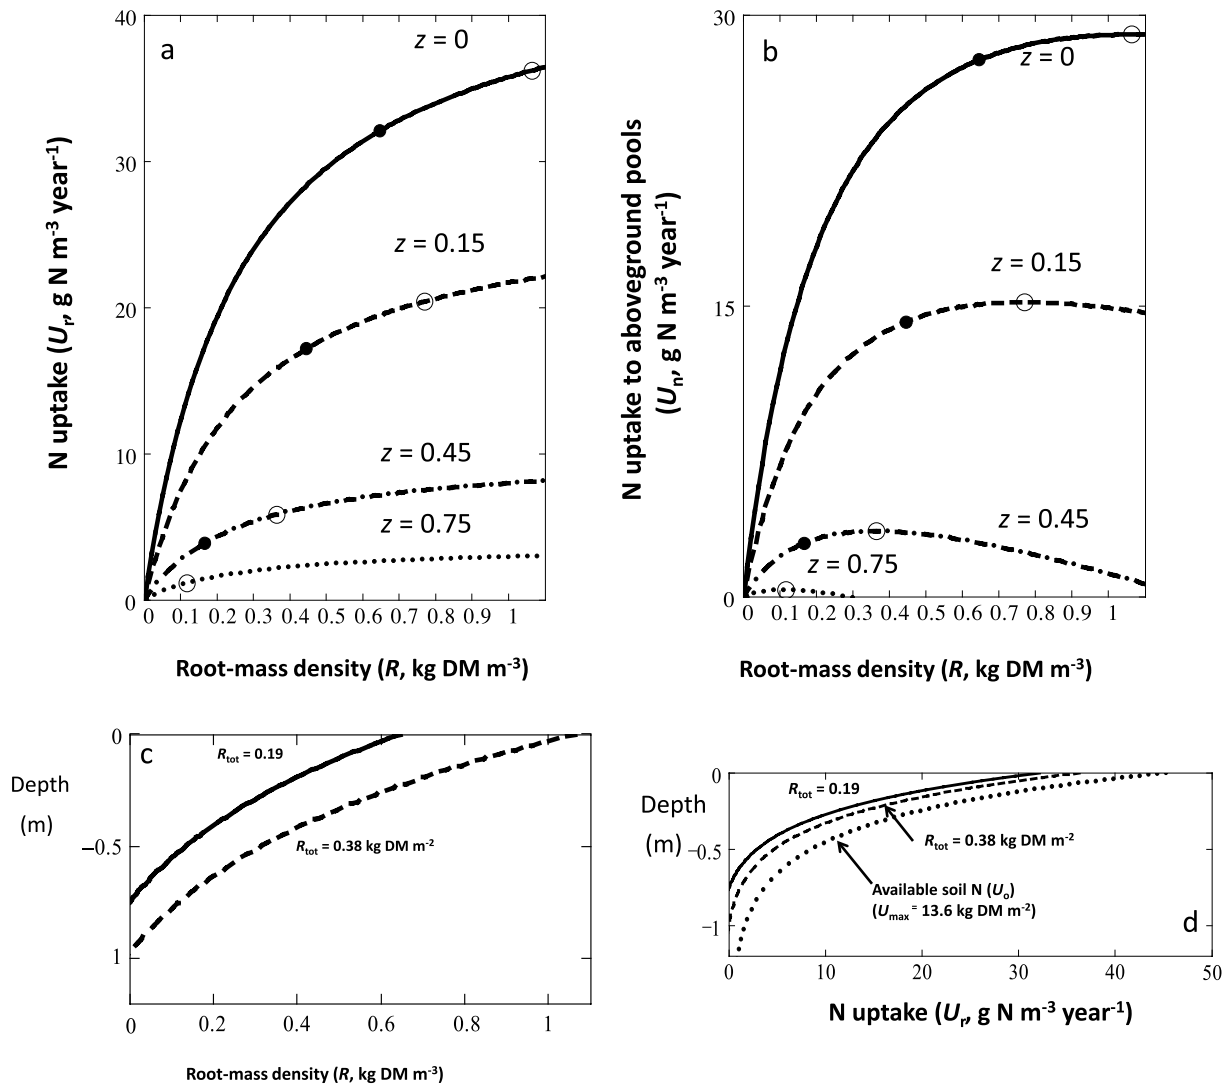 a
z = 0
z = 0.15
z = 0.45
z = 0.75
40
30
20
10
0
N uptake (Ur, g N m-3 year-1)
0 0.1 0.2 0.3 0.4 0.5 0.6 0.7 0.8 0.9 1
Root-mass density (R, kg DM m-3)
b
z = 0
z = 0.15
z = 0.45
z = 0.75
30
15
0
N uptake to aboveground pools
(Un, g N m-3 year-1)
0 0.1 0.2 0.3 0.4 0.5 0.6 0.7 0.8 0.9 1
Root-mass density (R, kg DM m-3)
c
Rtot = 0.19
Rtot = 0.38 kg DM m-2
Depth
(m)
0
−0.5
1
0 0.2 0.4 0.6 0.8 1
Root-mass density (R, kg DM m-3)
d
Rtot = 0.19
Rtot = 0.38 kg DM m-2
Available soil N (Uo)
(Umax = 13.6 kg DM m-2)
Depth
(m)
0
−0.5
−1
0 10 20 30 40 50
N uptake (Ur, g N m-3 year-1)